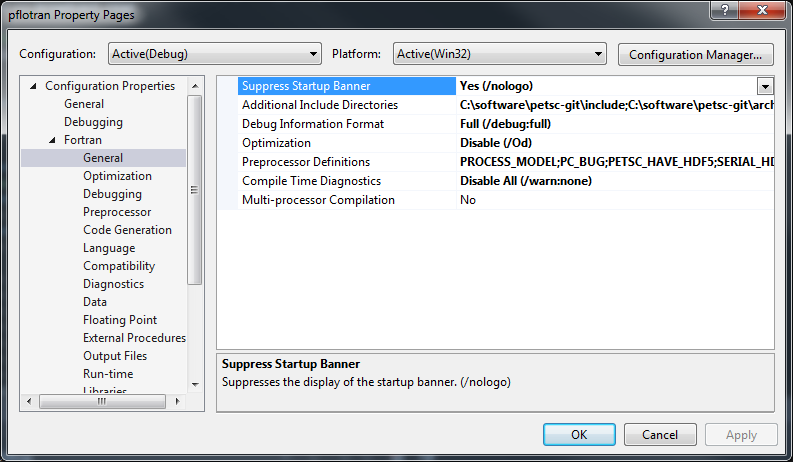 pflotran Property Pages
Configuration: Active(Debug) Platform: Active(Win32) Configuration Manager...
Configuration Properties
General
Debugging
Fortran
General
Optimization
Debugging
Preprocessor
Code Generation
Language
Compatibility
Diagnostics
Data
Floating Point
External Procedures
Output Files
Run-time
Libraries
Suppress Startup Banner Yes (/nologo)
Additional Include Directories C:\software\petsc-git\include;C:\software\petsc-git\arch
Debug Information Format Full (/debug:full)
Optimization Disable (/Od)
Preprocessor Definitions PROCESS_MODEL;PC_BUG;PETSC_HAVE_HDF5;SERIAL_HD
Compile Time Diagnostics Disable All (/warn:none)
Multi-processor Compilation No
Suppress Startup Banner
Suppresses the display of the startup banner. (/nologo)
OK Cancel Apply